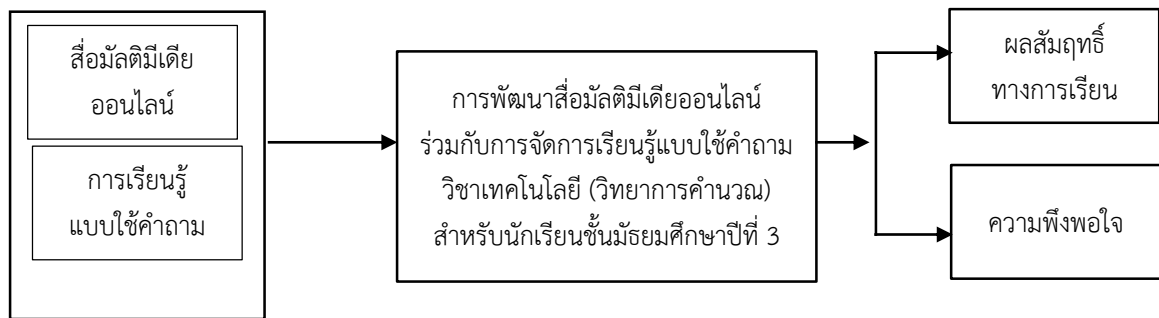 สื่อมัลติมีเดีย
ออนไลน์
การเรียนรู้
แบบใช้คำถาม
การพัฒนาสื่อมัลติมีเดียออนไลน์
ร่วมกับการจัดการเรียนรู้แบบใช้คำถาม
วิชาเทคโนโลยี (วิทยาการคำนวณ)
สำหรับนักเรียนชั้นมัธยมศึกษาปีที่ 3
ผลสัมฤทธิ์
ทางการเรียน
ความพึงพอใจ